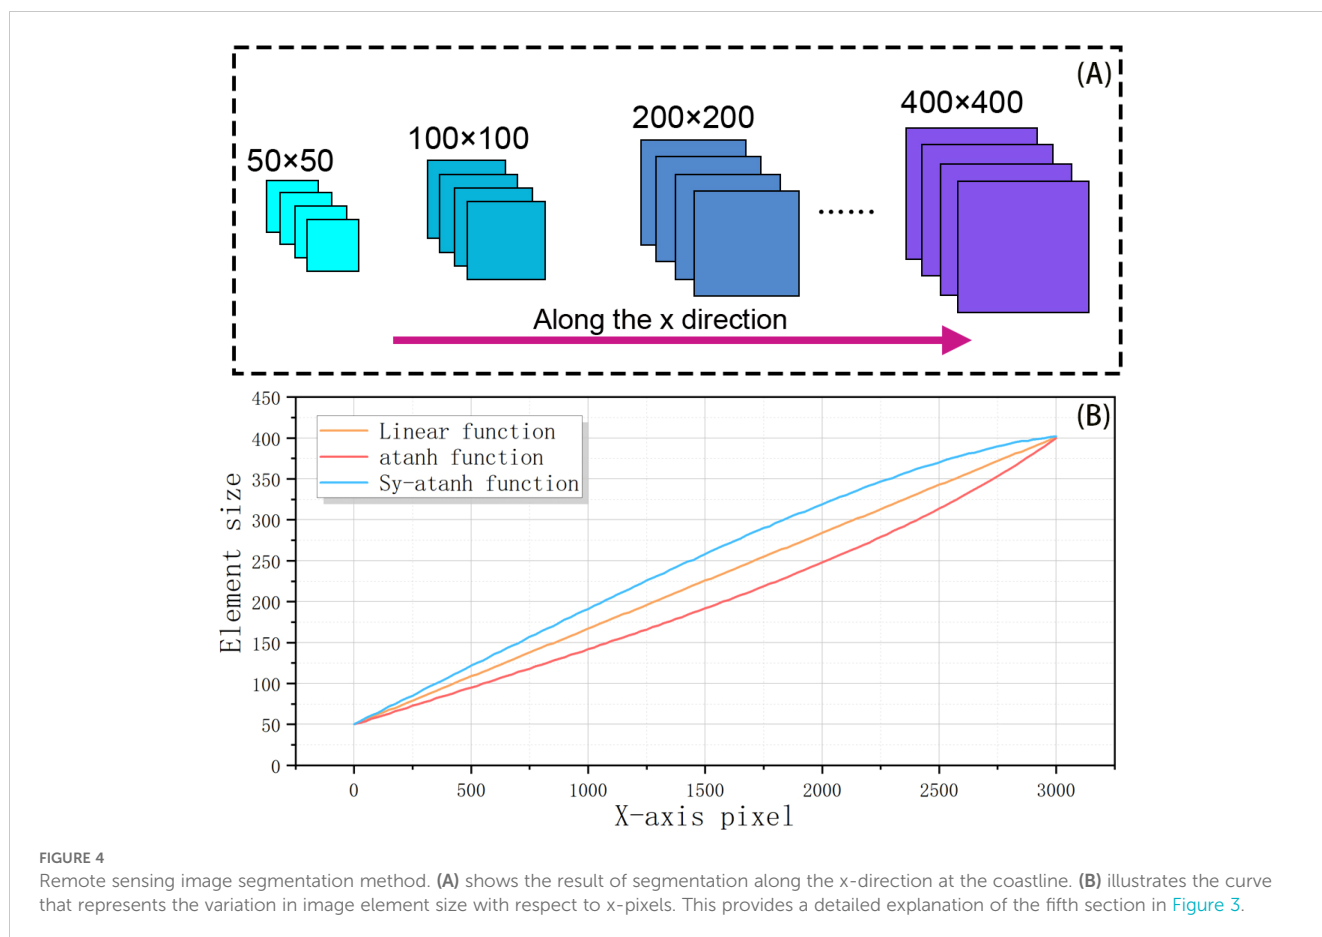 (A)
50×50
100×100
200×200
400×400
......
Along the x direction
(B)
Linear function
atanh function
Sy-atanh function
Element size
450
400
350
300
250
200
150
100
50
0
0 500 1000 1500 2000 2500 3000
X-axis pixel
FIGURE 4
Remote sensing image segmentation method. (A) shows the result of segmentation along the x-direction at the coastline. (B) illustrates the curve
that represents the variation in image element size with respect to x-pixels. This provides a detailed explanation of the fifth section in Figure 3.